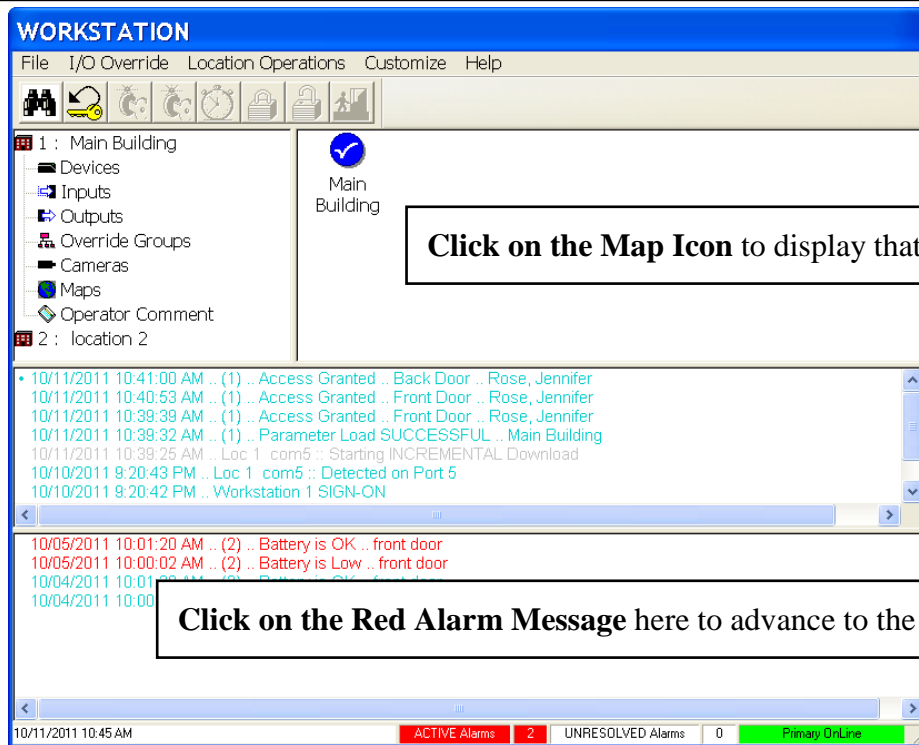 WORKSTATION
File I/O Override Location Operations Customize Help
1 : Main Building
Devices
Inputs
Outputs
Override Groups
Cameras
Maps
Operator Comment
2 : location 2
Main
Building
Click on the Map Icon to display that
10/11/2011 10:41:00 AM .. (1) .. Access Granted .. Back Door .. Rose, Jennifer
10/11/2011 10:40:53 AM .. (1) .. Access Granted .. Front Door .. Rose, Jennifer
10/11/2011 10:39:39 AM .. (1) .. Access Granted .. Front Door .. Rose, Jennifer
10/11/2011 10:39:32 AM .. (1) .. Parameter Load SUCCESSFUL .. Main Building
10/11/2011 10:39:25 AM .. Loc 1 com5 :: Starting INCREMENTAL Download
10/10/2011 9:20:43 PM .. Loc 1 com5 :: Detected on Port 5
10/10/2011 9:20:42 PM .. Workstation 1 SIGN-ON
10/05/2011 10:01:20 AM .. (2) .. Battery is OK .. front door
10/05/2011 10:00:02 AM .. (2) .. Battery is Low .. front door
10/04/2011 10:01
10/04/2011 10:00
Click on the Red Alarm Message here to advance to the
10/11/2011 10:45 AM ACTIVE Alarms 2 UNRESOLVED Alarms 0 Primary OnLine